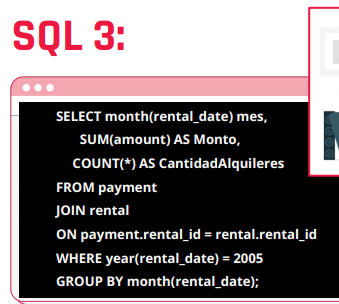 SQL 3:
SELECT month(rental_date) mes,
SUM(amount) AS Monto,
COUNT(*) AS CantidadAlquileres
FROM payment
JOIN rental
ON payment.rental_id = rental.rental_id
WHERE year(rental_date) = 2005
GROUP BY month(rental_date);